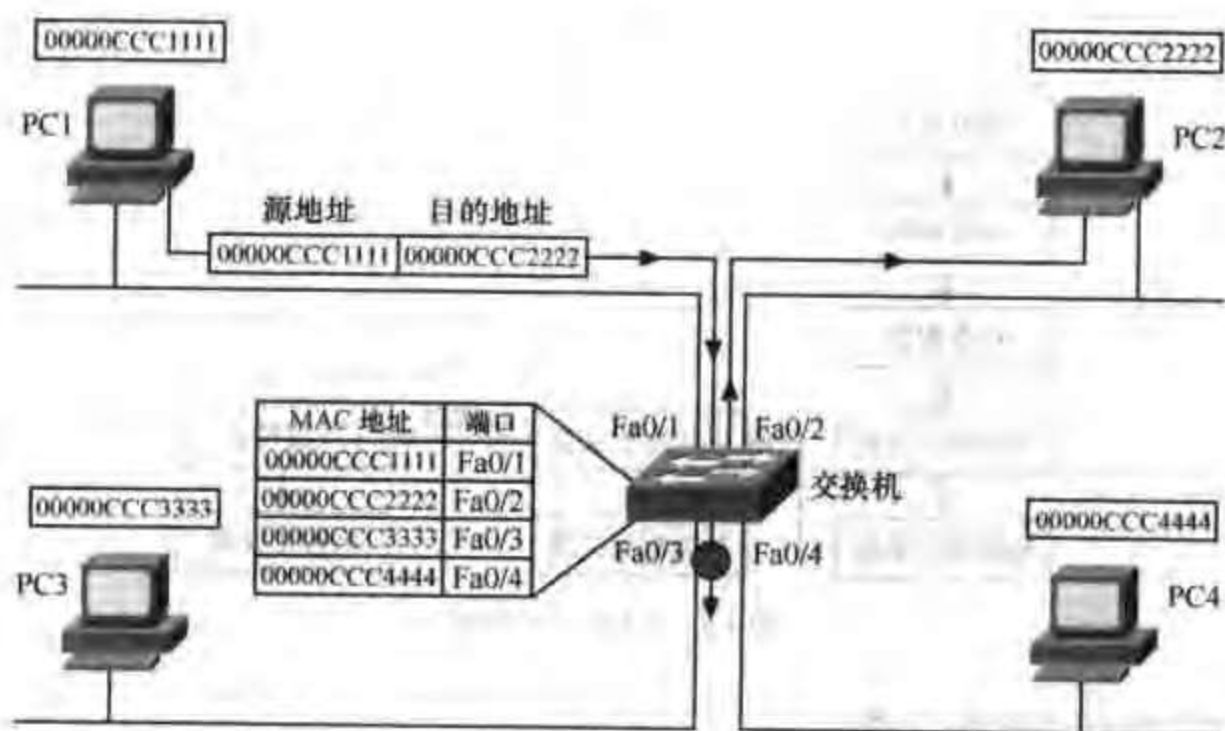 00000CCC1111
00000CCC2222
PC1
PC2
源地址 目的地址
00000CCC1111 00000CCC2222
MAC 地址 端口
00000CCC1111 Fa0/1
00000CCC2222 Fa0/2
00000CCC3333 Fa0/3
00000CCC4444 Fa0/4
Fa0/1 Fa0/2
交换机
Fa0/3 Fa0/4
00000CCC3333
PC3
00000CCC4444
PC4